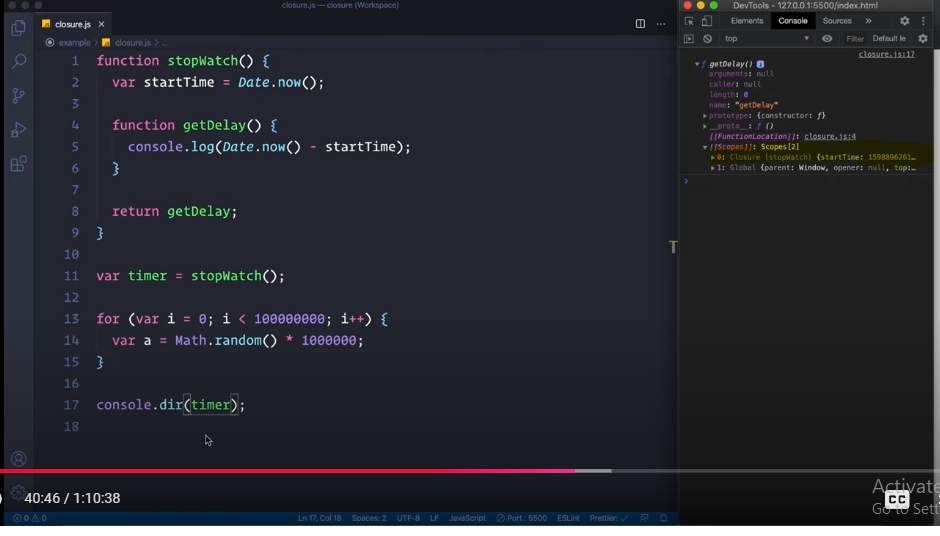 closure.js — closure (Workspace)
DevTools - 127.0.0.1:5500/index.html
closure.js ×
Elements Console Sources »
example > closure.js > ...
top Filter Default le
closure.js:17
1 function stopWatch() {
2 var startTime = Date.now();
3
4 function getDelay() {
5 console.log(Date.now() - startTime);
6 }
7
8 return getDelay;
9 }
10
11 var timer = stopWatch();
12
13 for (var i = 0; i < 100000000; i++) {
14 var a = Math.random() * 1000000;
15 }
16
17 console.dir(timer);
18
▼ ƒ getDelay() i
arguments: null
caller: null
length: 0
name: "getDelay"
▶ prototype: {constructor: ƒ}
▶ __proto__: ƒ ()
[[FunctionLocation]]: closure.js:4
▼ [[Scopes]]: Scopes[2]
▶ 0: Closure (stopWatch) {startTime: 1598896261…
▶ 1: Global {parent: Window, opener: null, top:…
>
T
40:46 / 1:10:38
Activate
CC
Go to Sett
0 0 Ln 17, Col 18 Spaces: 2 UTF-8 LF JavaScript Port : 5500 ESLint Prettier: ✓